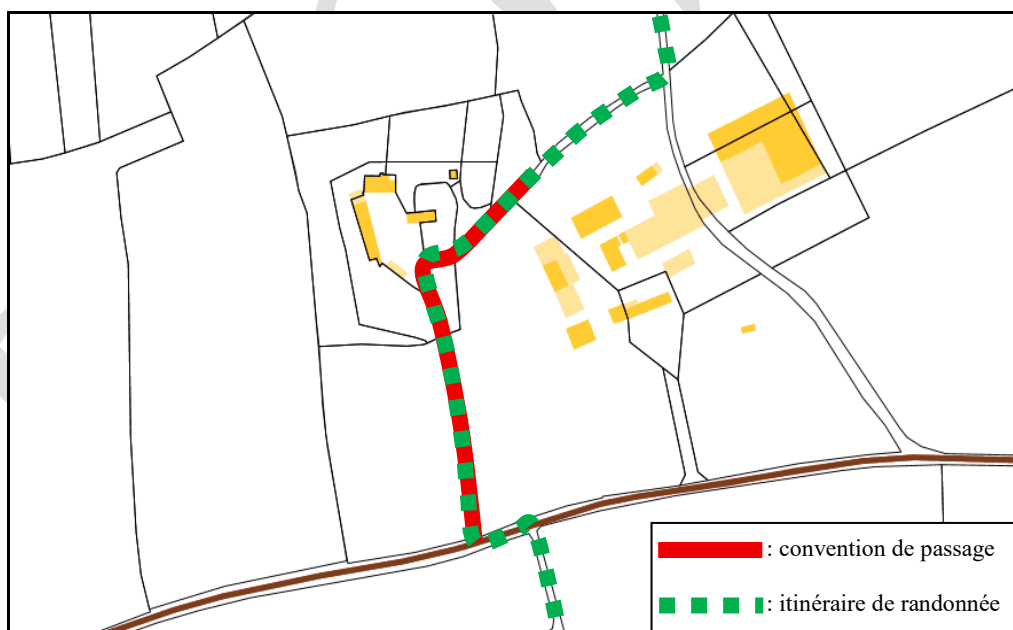 : convention de passage
: itinéraire de randonnée